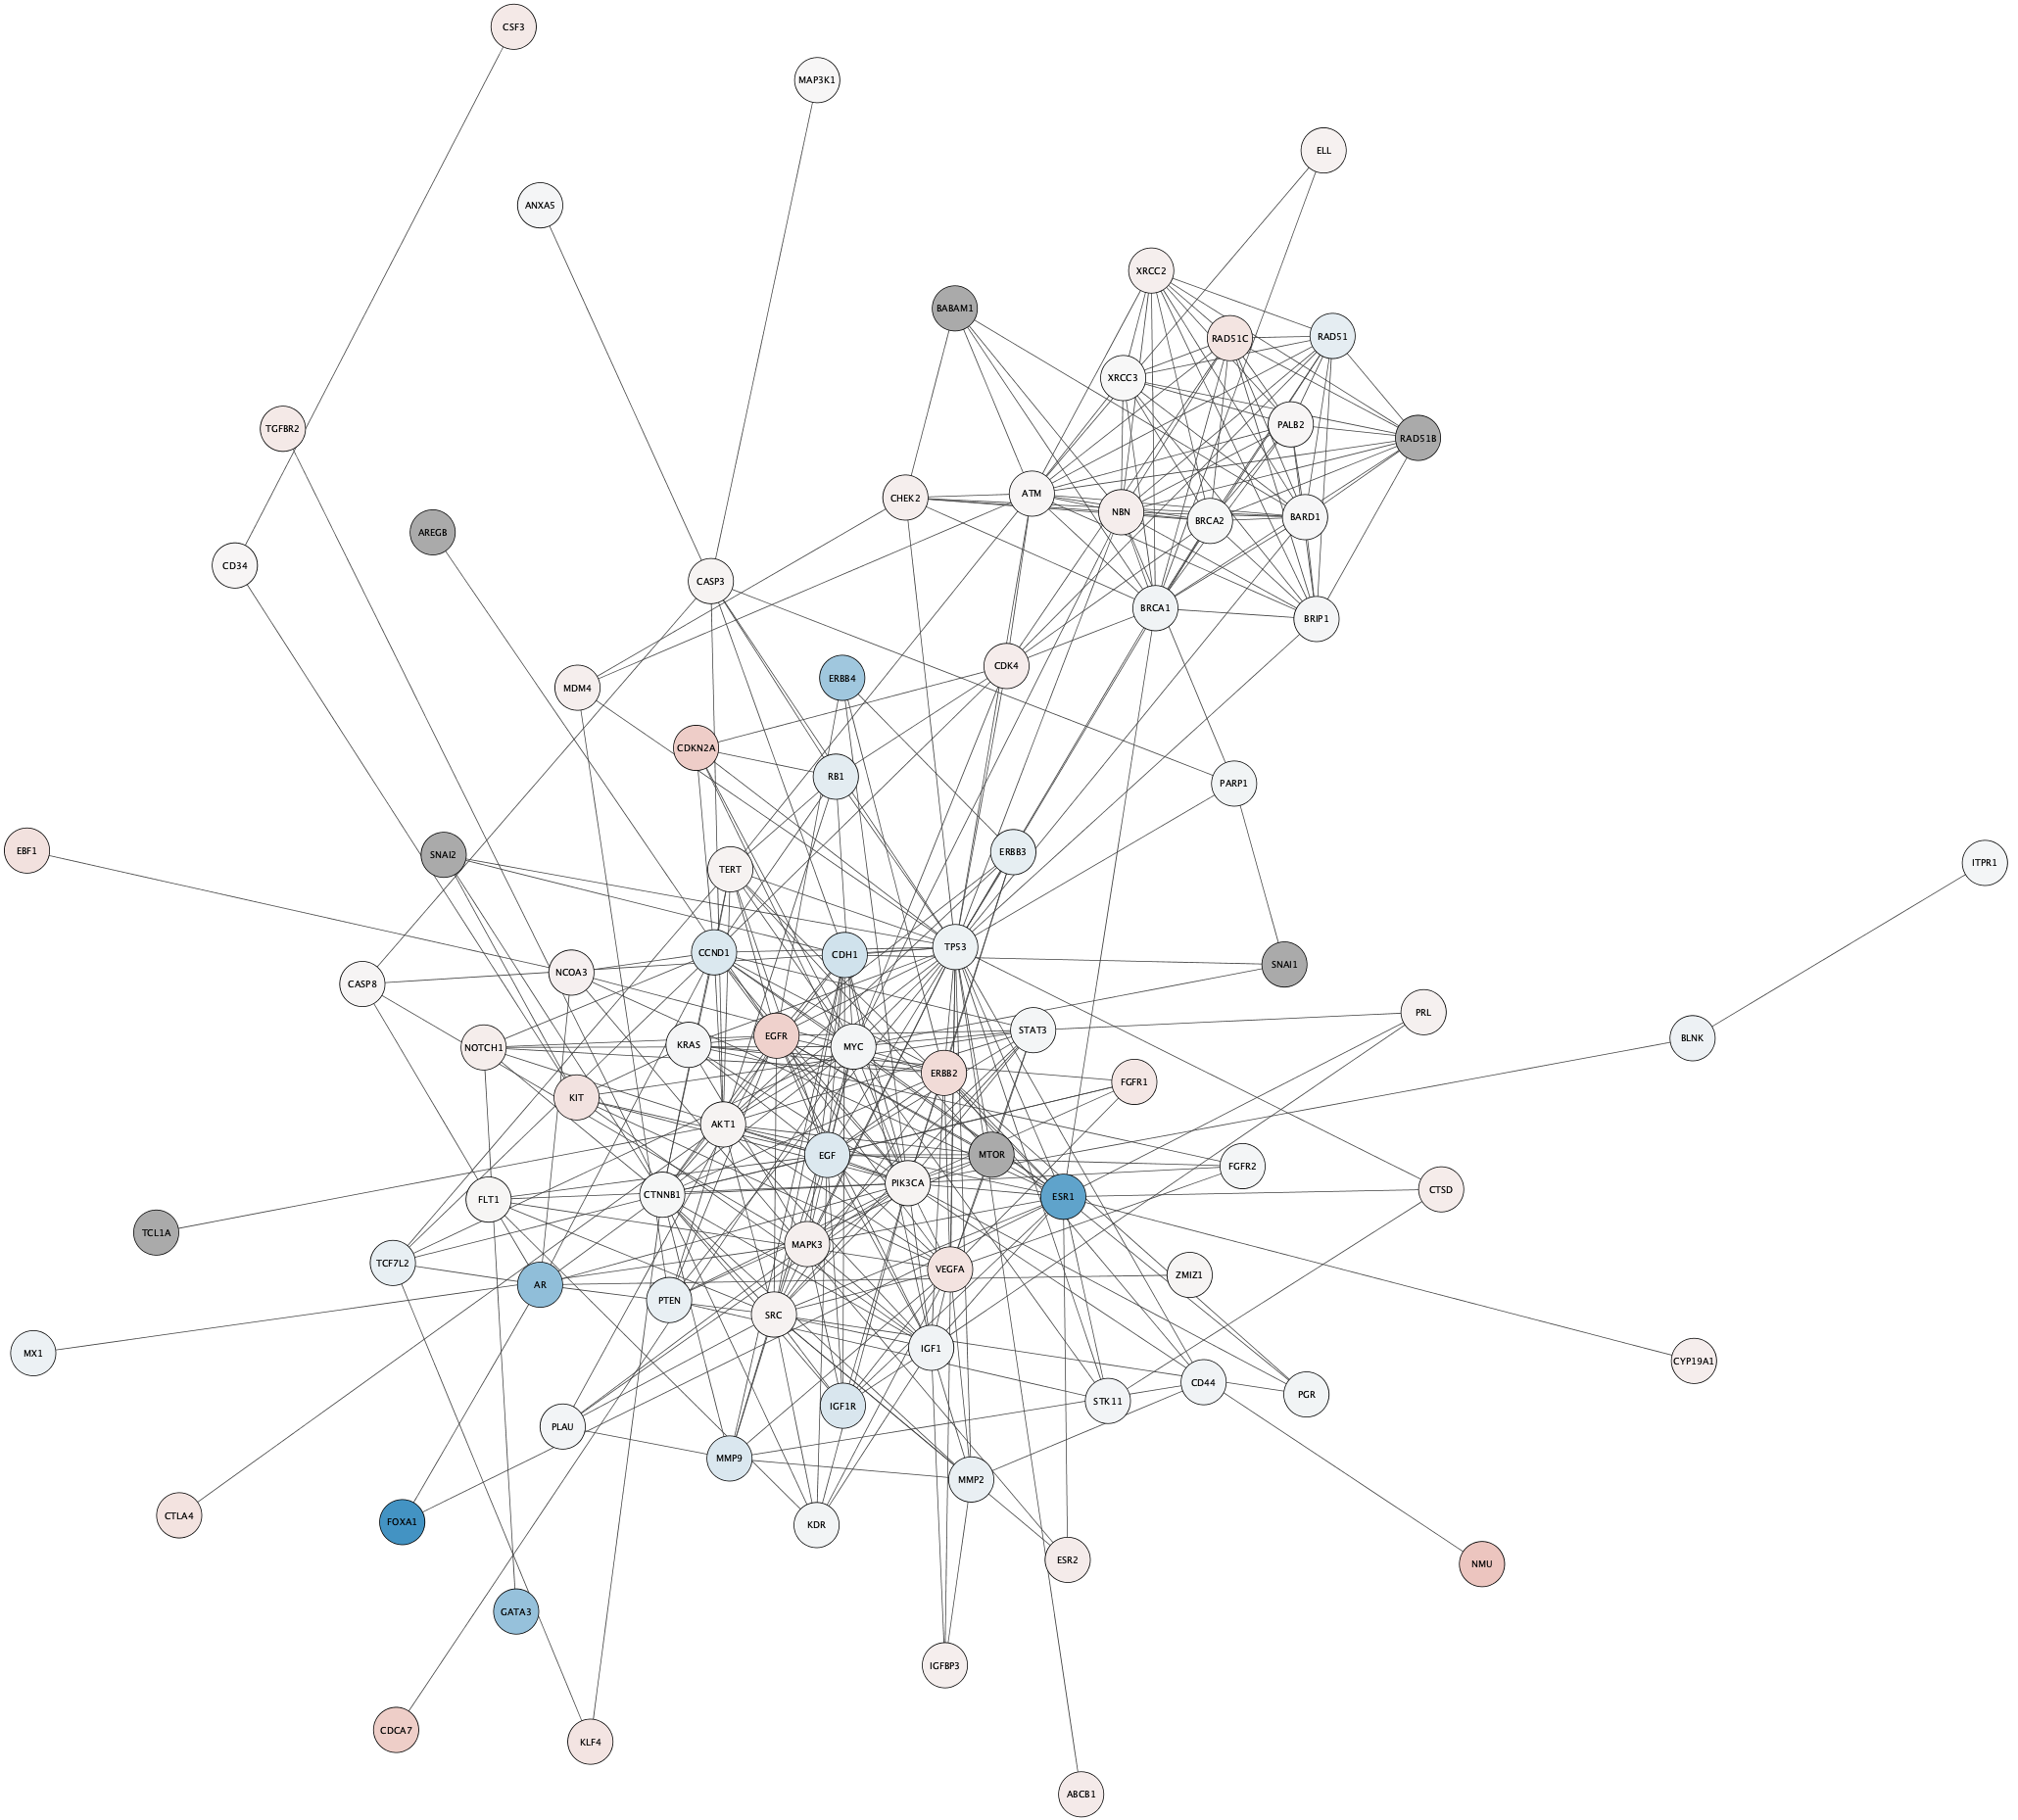 CSF3
MAP3K1
ELL
ANXA5
XRCC2
BABAM1
RAD51C
RAD51
XRCC3
TGFBR2
PALB2
RAD51B
ATM
CHEK2
NBN
BRCA2
BARD1
AREGB
CD34
CASP3
BRCA1
BRIP1
CDK4
ERBB4
MDM4
CDKN2A
RB1
PARP1
EBF1
SNAI2
ERBB3
ITPR1
TERT
TP53
CCND1
CDH1
SNAI1
NCOA3
CASP8
PRL
STAT3
EGFR
BLNK
KRAS
MYC
NOTCH1
ERBB2
FGFR1
KIT
AKT1
EGF
MTOR
FGFR2
PIK3CA
CTSD
CTNNB1
ESR1
FLT1
TCL1A
MAPK3
TCF7L2
VEGFA
ZMIZ1
AR
PTEN
SRC
IGF1
MX1
CYP19A1
CD44
PGR
STK11
IGF1R
PLAU
MMP9
MMP2
CTLA4
FOXA1
KDR
ESR2
NMU
GATA3
IGFBP3
CDCA7
KLF4
ABCB1